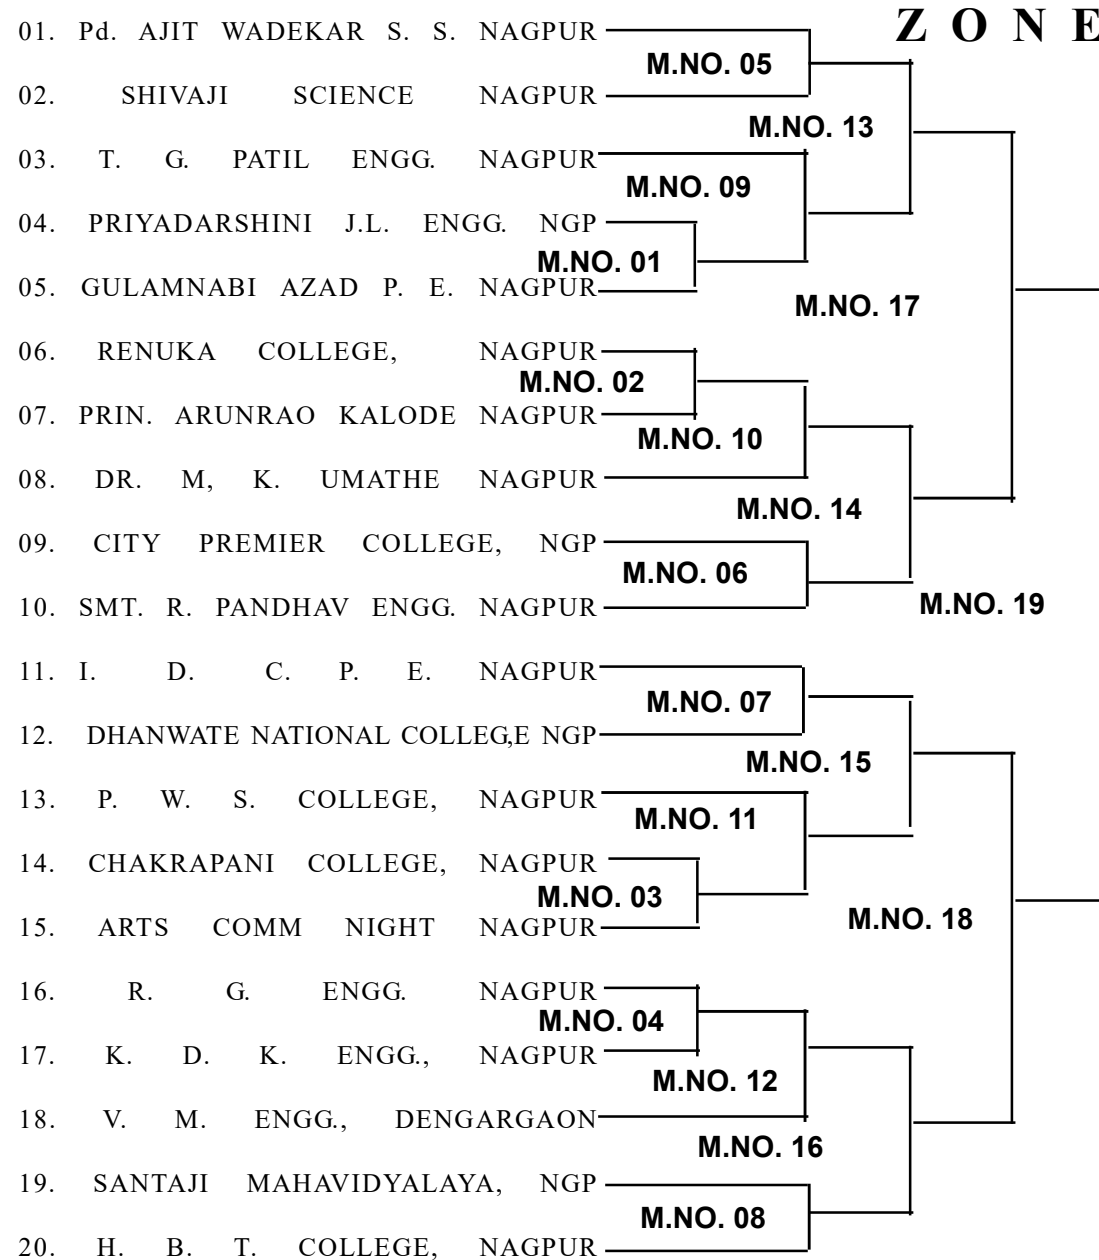 Z O N E
01. Pd. AJIT WADEKAR S. S. NAGPUR
M.NO. 05
02. SHIVAJI SCIENCE NAGPUR
M.NO. 13
03. T. G. PATIL ENGG. NAGPUR
M.NO. 09
04. PRIYADARSHINI J.L. ENGG. NGP
M.NO. 01
05. GULAMNABI AZAD P. E. NAGPUR
M.NO. 17
06. RENUKA COLLEGE, NAGPUR
M.NO. 02
07. PRIN. ARUNRAO KALODE NAGPUR
M.NO. 10
08. DR. M, K. UMATHE NAGPUR
M.NO. 14
09. CITY PREMIER COLLEGE, NGP
M.NO. 06
10. SMT. R. PANDHAV ENGG. NAGPUR
M.NO. 19
11. I. D. C. P. E. NAGPUR
M.NO. 07
12. DHANWATE NATIONAL COLLEG,E NGP
M.NO. 15
13. P. W. S. COLLEGE, NAGPUR
M.NO. 11
14. CHAKRAPANI COLLEGE, NAGPUR
M.NO. 03
15. ARTS COMM NIGHT NAGPUR
M.NO. 18
16. R. G. ENGG. NAGPUR
M.NO. 04
17. K. D. K. ENGG., NAGPUR
M.NO. 12
18. V. M. ENGG., DENGARGAON
M.NO. 16
19. SANTAJI MAHAVIDYALAYA, NGP
M.NO. 08
20. H. B. T. COLLEGE, NAGPUR